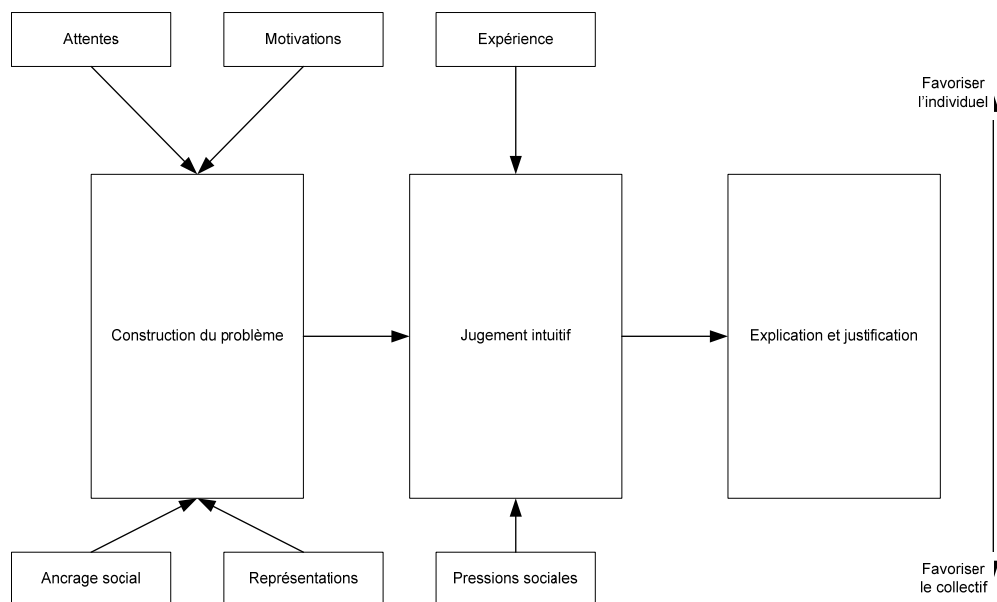 Attentes
Motivations
Expérience
Favoriser
l'individuel
Construction du problème
Jugement intuitif
Explication et justification
Ancrage social
Représentations
Pressions sociales
Favoriser
le collectif